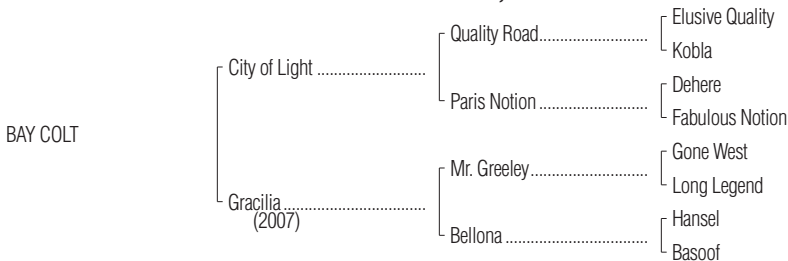 Elusive Quality
Quality Road
Kobla
City of Light
Dehere
Paris Notion
Fabulous Notion
BAY COLT
Gone West
Mr. Greeley
Long Legend
Gracilia
(2007)
Hansel
Bellona
Basoof